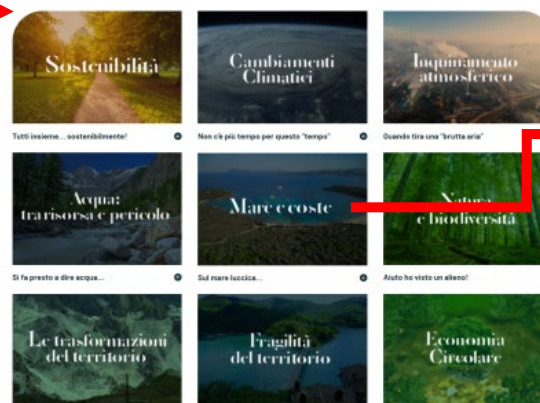 Sostenibilità
Cambiamenti
Climatici
Inquinamento
atmosferico
Tutti insieme... sostenibilmente!
Non c'è più tempo per questo "tempo"
Quando tira una "brutta aria"
Acqua:
tra risorsa e pericolo
Mare e coste
Natura
e biodiversità
Si fa presto a dire acqua...
Sul mare luccica...
Aiuto ho visto un alieno!
Le trasformazioni
del territorio
Fragilità
del territorio
Economia
Circolare